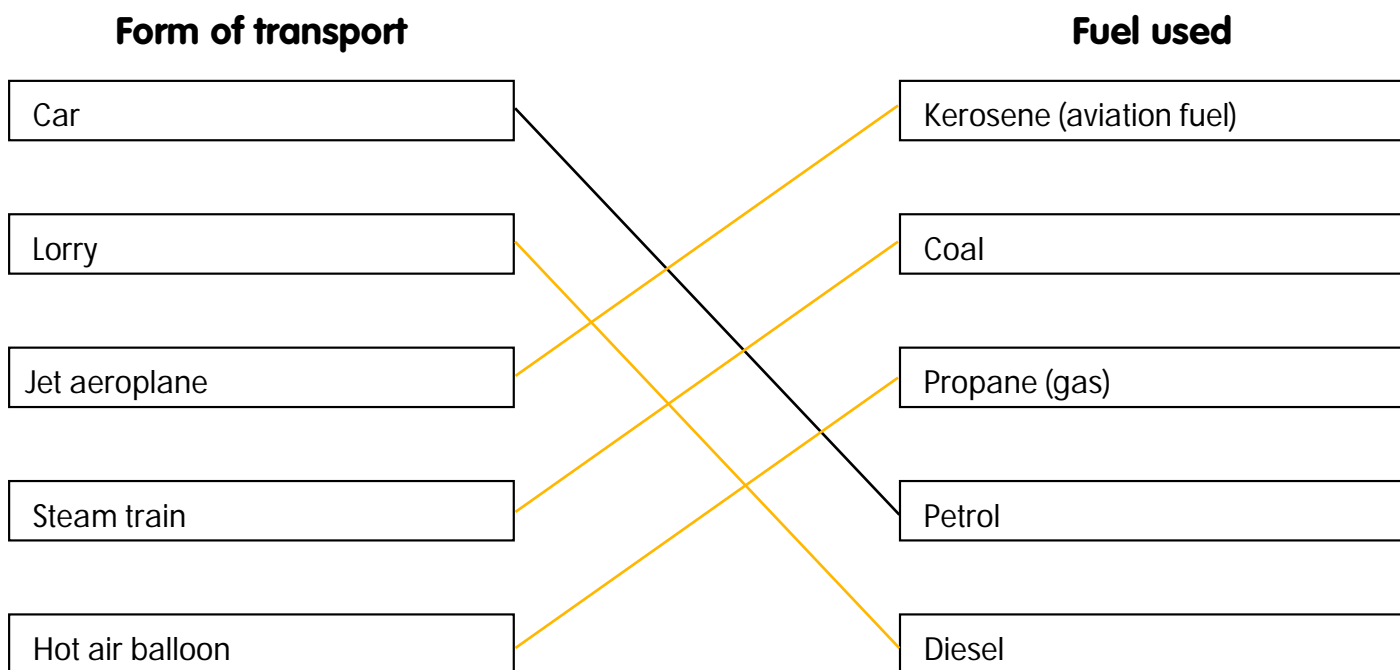 Form of transport
Fuel used
Car
Kerosene (aviation fuel)
Lorry
Coal
Jet aeroplane
Propane (gas)
Steam train
Petrol
Hot air balloon
Diesel